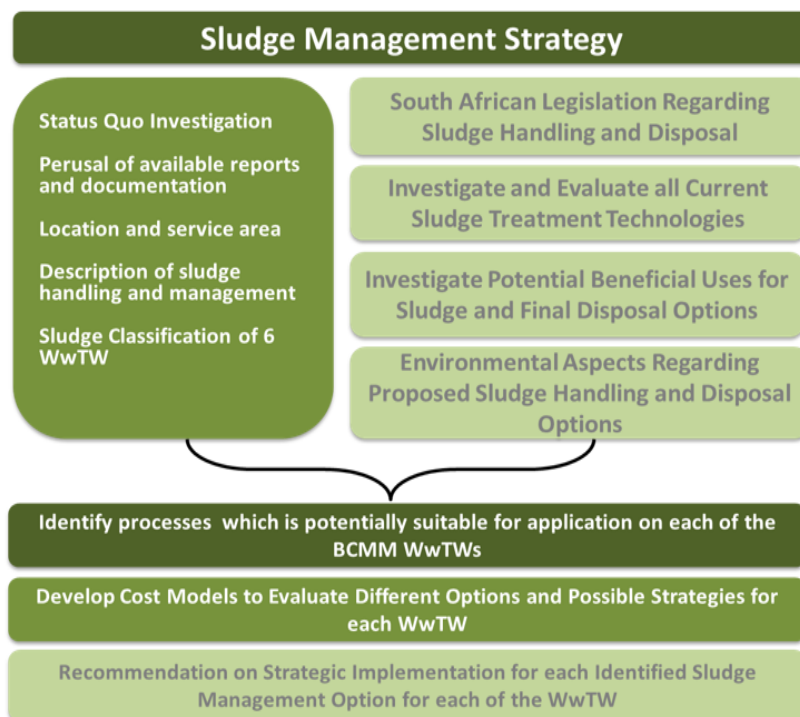 Sludge Management Strategy
Status Quo Investigation
Perusal of available reports
and documentation
Location and service area
Description of sludge
handling and management
Sludge Classification of 6
WwTW
South African Legislation Regarding
Sludge Handling and Disposal
Investigate and Evaluate all Current
Sludge Treatment Technologies
Investigate Potential Beneficial Uses for
Sludge and Final Disposal Options
Environmental Aspects Regarding
Proposed Sludge Handling and Disposal
Options
Identify processes which is potentially suitable for application on each of the
BCMM WwTWs
Develop Cost Models to Evaluate Different Options and Possible Strategies for
each WwTW
Recommendation on Strategic Implementation for each Identified Sludge
Management Option for each of the WwTW